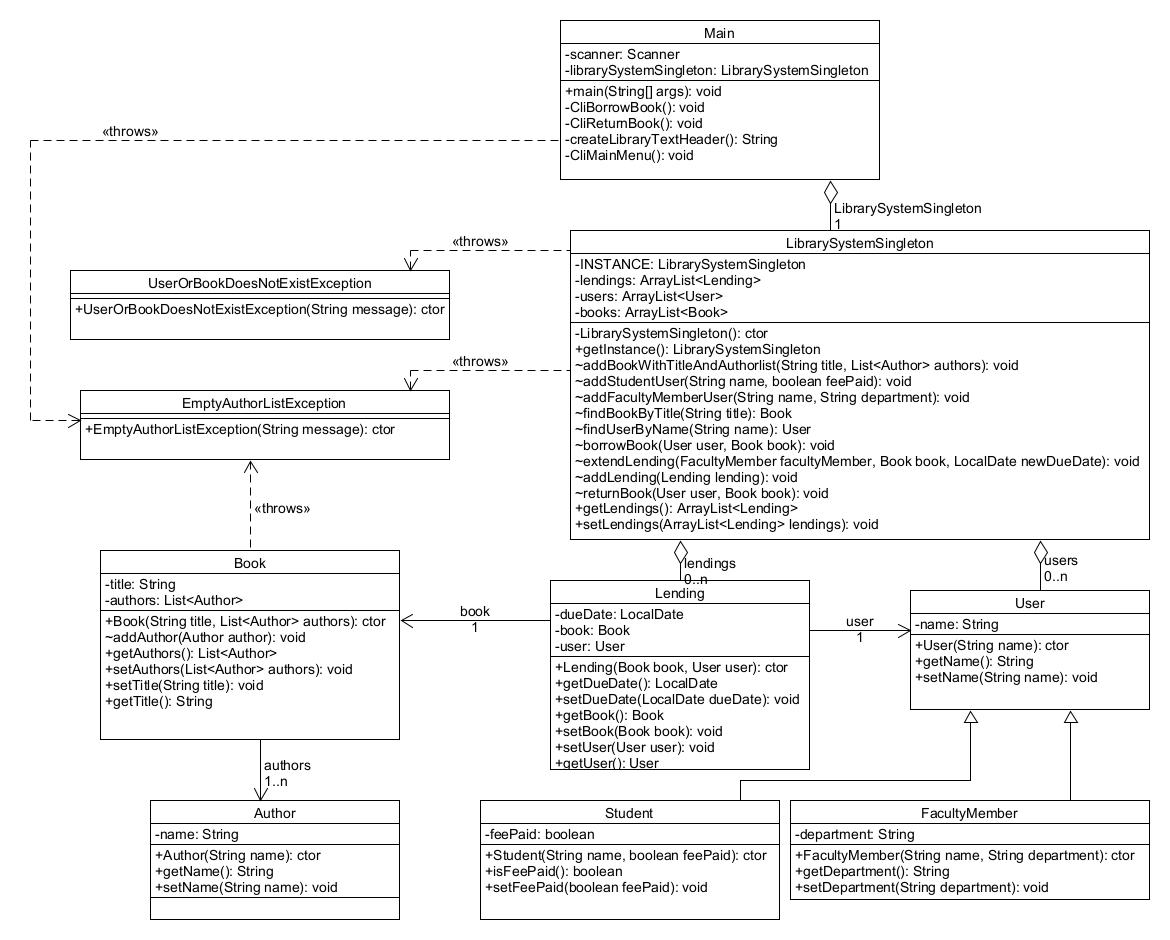 Main
-scanner: Scanner
-librarySystemSingleton: LibrarySystemSingleton
+main(String[] args): void
-CliBorrowBook(): void
-CliReturnBook(): void
-createLibraryTextHeader(): String
-CliMainMenu(): void
«throws»
LibrarySystemSingleton
1
LibrarySystemSingleton
-INSTANCE: LibrarySystemSingleton
-lendings: ArrayList<Lending>
-users: ArrayList<User>
-books: ArrayList<Book>
-LibrarySystemSingleton(): ctor
+getInstance(): LibrarySystemSingleton
~addBookWithTitleAndAuthorlist(String title, List<Author> authors): void
~addStudentUser(String name, boolean feePaid): void
~addFacultyMemberUser(String name, String department): void
~findBookByTitle(String title): Book
~findUserByName(String name): User
~borrowBook(User user, Book book): void
~extendLending(FacultyMember facultyMember, Book book, LocalDate newDueDate): void
~addLending(Lending lending): void
~returnBook(User user, Book book): void
+getLendings(): ArrayList<Lending>
+setLendings(ArrayList<Lending> lendings): void
«throws»
UserOrBookDoesNotExistException
+UserOrBookDoesNotExistException(String message): ctor
«throws»
EmptyAuthorListException
+EmptyAuthorListException(String message): ctor
«throws»
Book
-title: String
-authors: List<Author>
+Book(String title, List<Author> authors): ctor
~addAuthor(Author author): void
+getAuthors(): List<Author>
+setAuthors(List<Author> authors): void
+setTitle(String title): void
+getTitle(): String
book
1
lendings
0..n
Lending
-dueDate: LocalDate
-book: Book
-user: User
+Lending(Book book, User user): ctor
+getDueDate(): LocalDate
+setDueDate(LocalDate dueDate): void
+getBook(): Book
+setBook(Book book): void
+setUser(User user): void
+getUser(): User
user
1
users
0..n
User
-name: String
+User(String name): ctor
+getName(): String
+setName(String name): void
authors
1..n
Author
-name: String
+Author(String name): ctor
+getName(): String
+setName(String name): void
Student
-feePaid: boolean
+Student(String name, boolean feePaid): ctor
+isFeePaid(): boolean
+setFeePaid(boolean feePaid): void
FacultyMember
-department: String
+FacultyMember(String name, String department): ctor
+getDepartment(): String
+setDepartment(String department): void